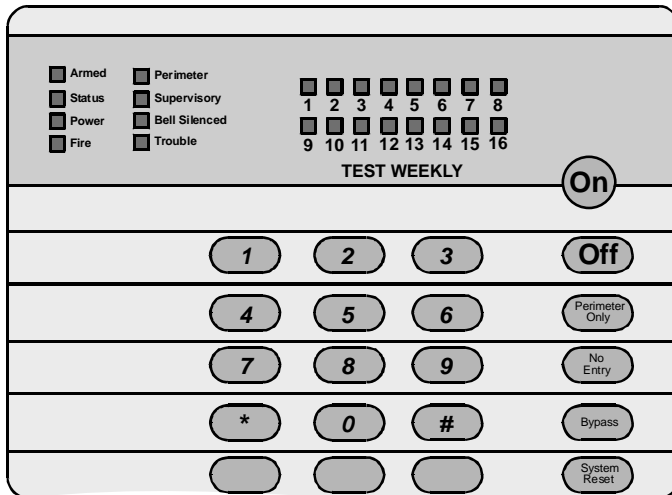 Armed Perimeter
Status Supervisory
Power Bell Silenced
Fire Trouble
1 2 3 4 5 6 7 8
9 10 11 12 13 14 15 16
TEST WEEKLY
On
1 2 3 Off
4 5 6 Perimeter
Only
7 8 9 No
Entry
* 0 # Bypass
System
Reset